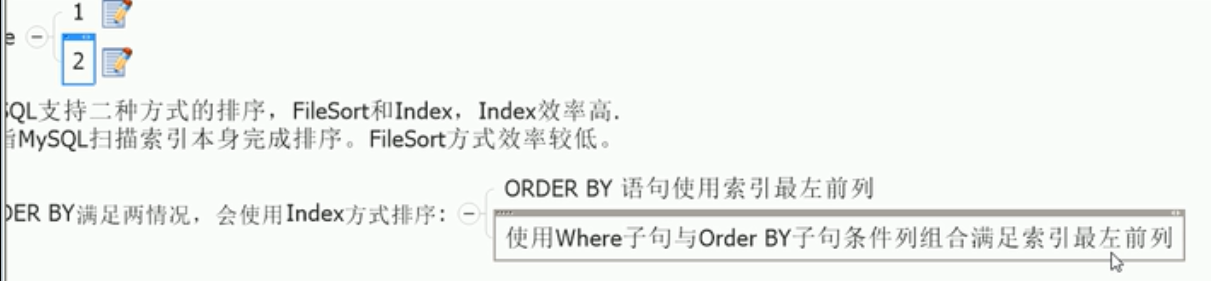 1
e
2
SQL支持二种方式的排序，FileSort和Index，Index效率高.
指MySQL扫描索引本身完成排序。FileSort方式效率较低。
ORDER BY 语句使用索引最左前列
DER BY满足两情况，会使用Index方式排序:
使用Where子句与Order BY子句条件列组合满足索引最左前列